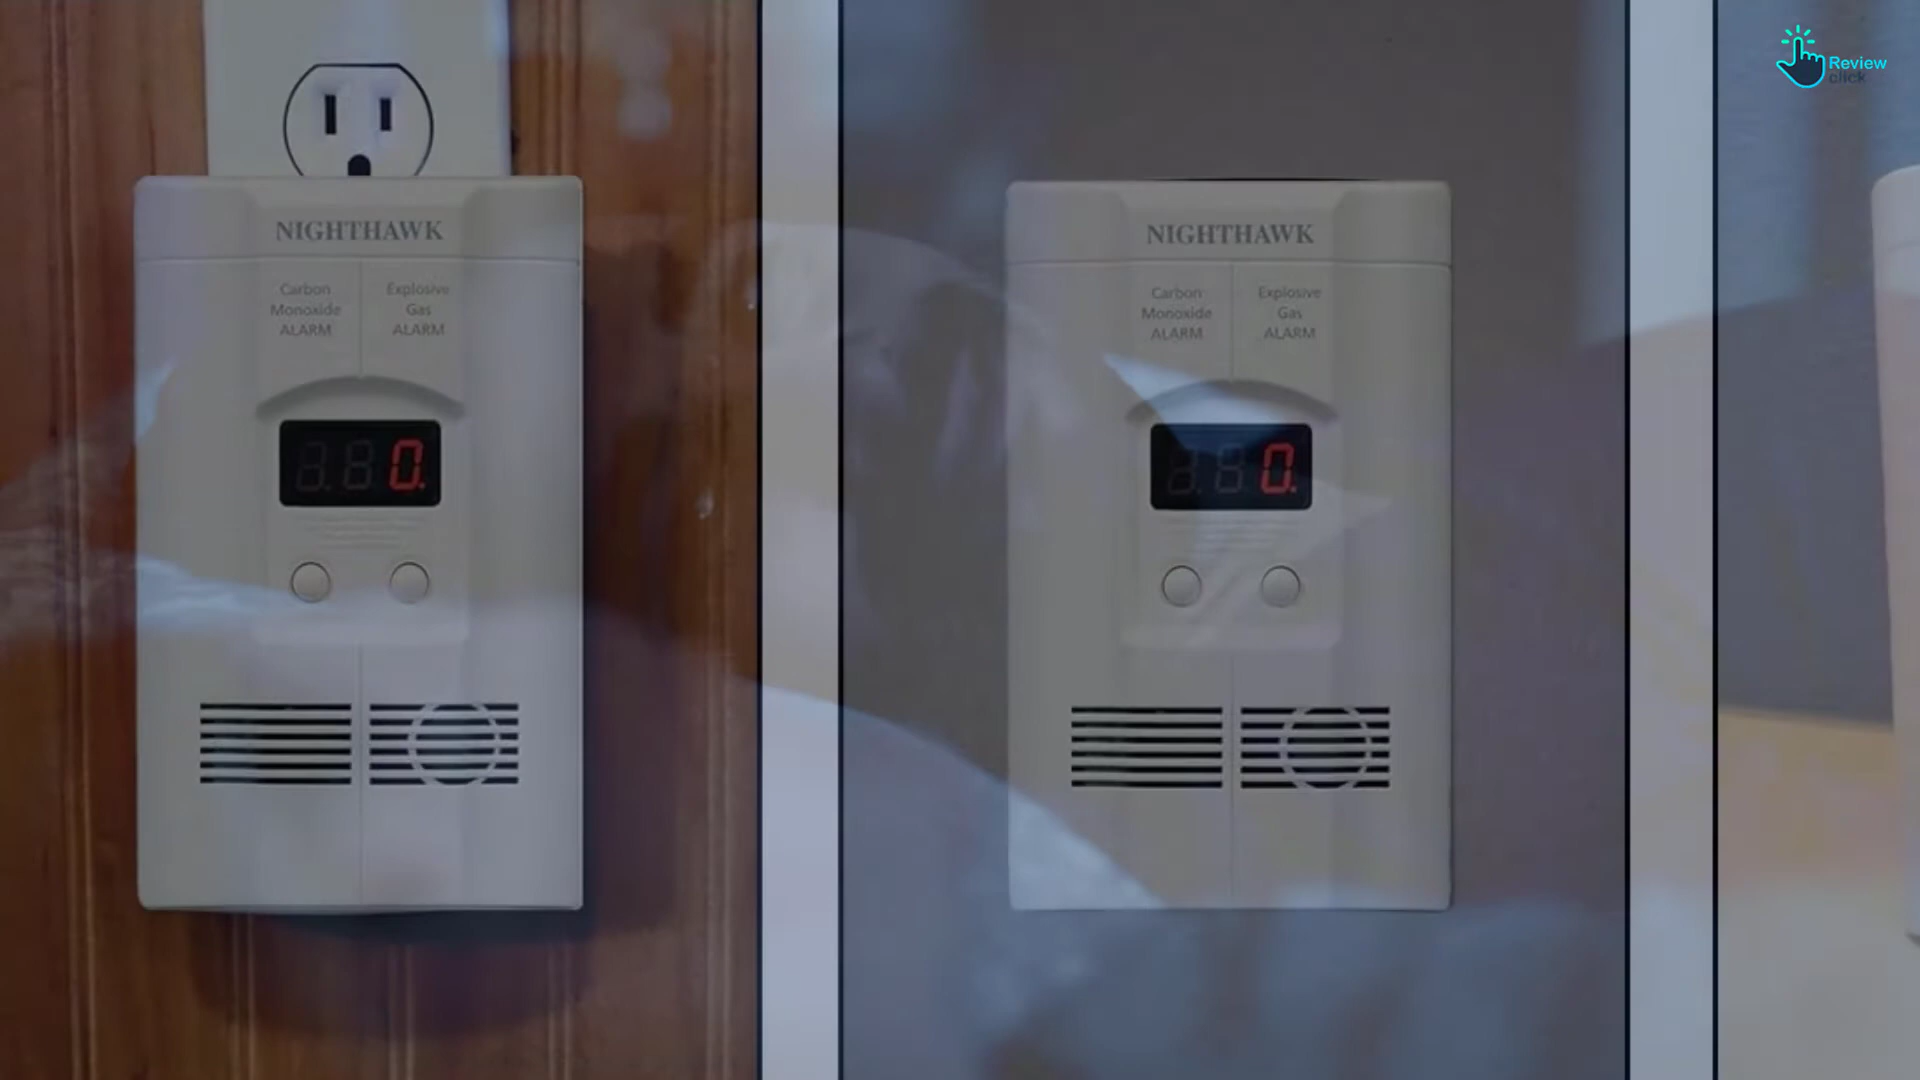 Review
click
NIGHTHAWK
Carbon
Monoxide
ALARM
Explosive
Gas
ALARM
0.
NIGHTHAWK
Carbon
Monoxide
ALARM
Explosive
Gas
ALARM
0.